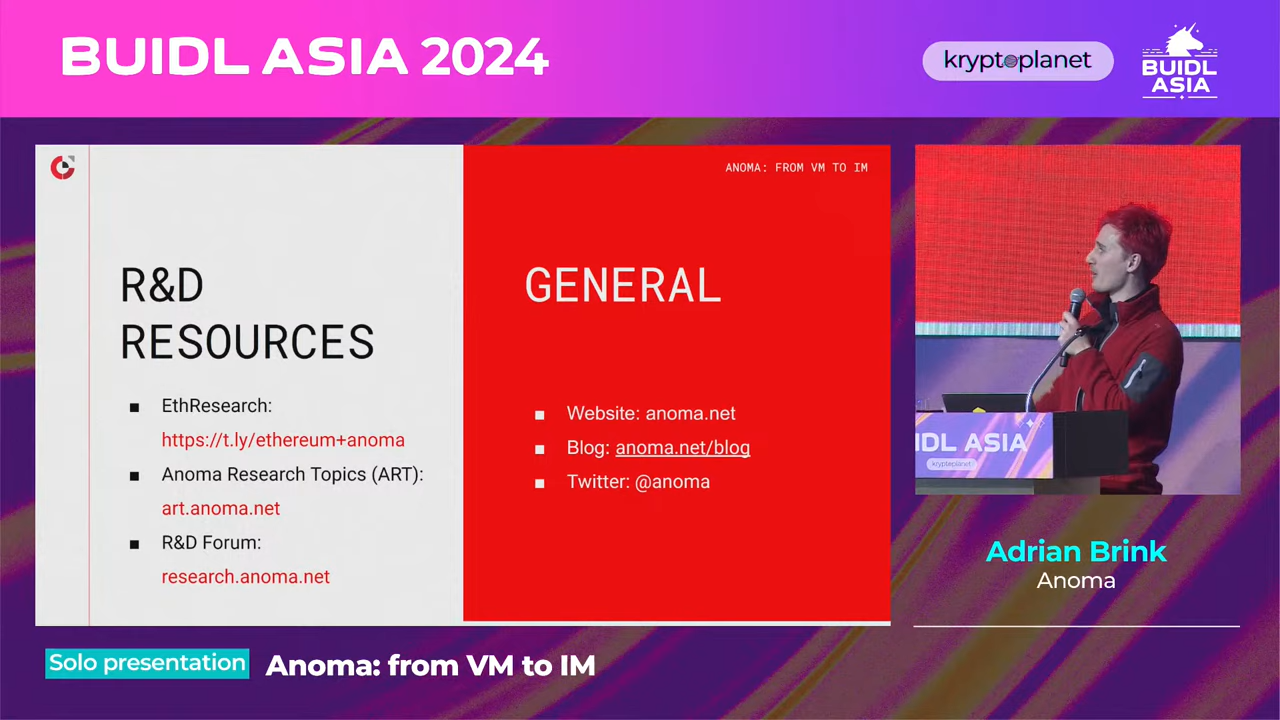 BUIDL ASIA 2024
kryptoplanet
BUIDL
ASIA
ANOMA: FROM VM TO IM
R&D
RESOURCES
■ EthResearch:
https://t.ly/ethereum+anoma
■ Anoma Research Topics (ART):
art.anoma.net
■ R&D Forum:
research.anoma.net
GENERAL
■ Website: anoma.net
■ Blog: anoma.net/blog
■ Twitter: @anoma
IDL ASIA
kryptoplanet
Adrian Brink
Anoma
Solo presentation
Anoma: from VM to IM